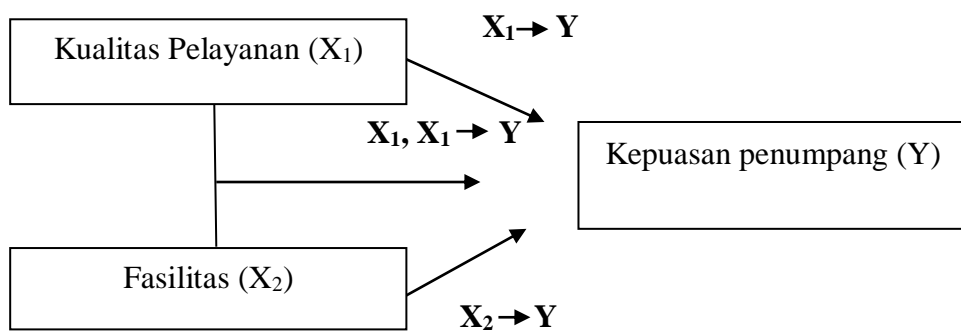 X₁→ Y
Kualitas Pelayanan (X₁)
X₁, X₁→ Y
Kepuasan penumpang (Y)
Fasilitas (X₂)
X₂→Y